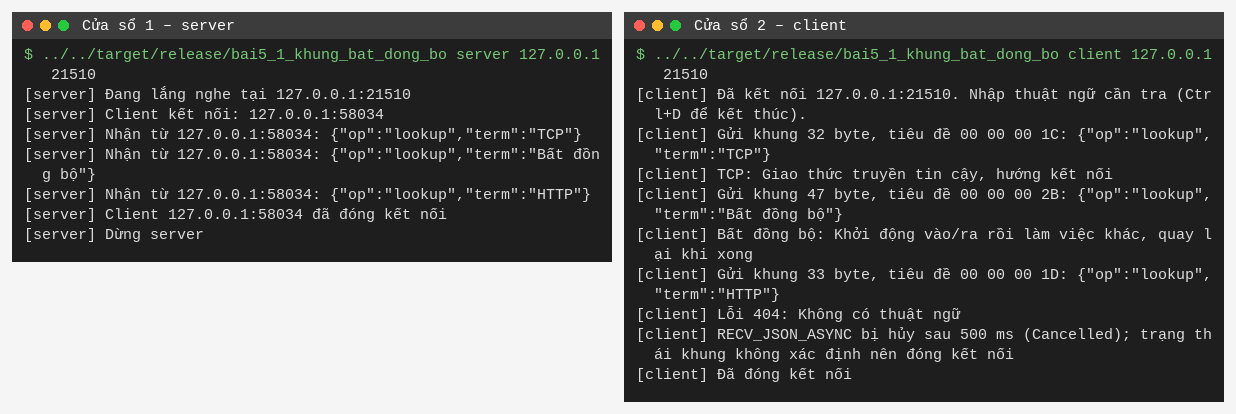 Cửa sổ 1 – server
$ ../../target/release/bai5_1_khung_bat_dong_bo server 127.0.0.1
21510
[server] Đang lắng nghe tại 127.0.0.1:21510
[server] Client kết nối: 127.0.0.1:58034
[server] Nhận từ 127.0.0.1:58034: {"op":"lookup","term":"TCP"}
[server] Nhận từ 127.0.0.1:58034: {"op":"lookup","term":"Bất đồn
g bộ"}
[server] Nhận từ 127.0.0.1:58034: {"op":"lookup","term":"HTTP"}
[server] Client 127.0.0.1:58034 đã đóng kết nối
[server] Dừng server
Cửa sổ 2 – client
$ ../../target/release/bai5_1_khung_bat_dong_bo client 127.0.0.1
21510
[client] Đã kết nối 127.0.0.1:21510. Nhập thuật ngữ cần tra (Ctr
l+D để kết thúc).
[client] Gửi khung 32 byte, tiêu đề 00 00 00 1C: {"op":"lookup",
"term":"TCP"}
[client] TCP: Giao thức truyền tin cậy, hướng kết nối
[client] Gửi khung 47 byte, tiêu đề 00 00 00 2B: {"op":"lookup",
"term":"Bất đồng bộ"}
[client] Bất đồng bộ: Khởi động vào/ra rồi làm việc khác, quay l
ại khi xong
[client] Gửi khung 33 byte, tiêu đề 00 00 00 1D: {"op":"lookup",
"term":"HTTP"}
[client] Lỗi 404: Không có thuật ngữ
[client] RECV_JSON_ASYNC bị hủy sau 500 ms (Cancelled); trạng th
ái khung không xác định nên đóng kết nối
[client] Đã đóng kết nối